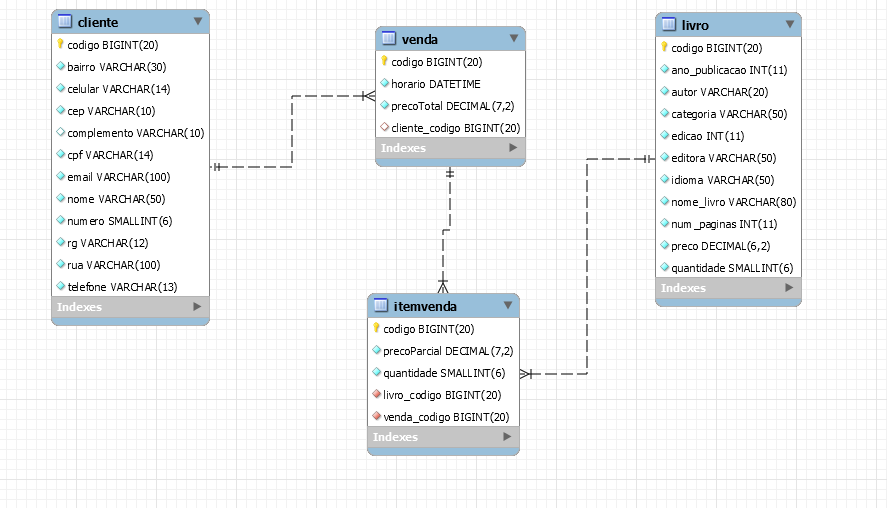 cliente
codigo BIGINT(20)
bairro VARCHAR(30)
celular VARCHAR(14)
cep VARCHAR(10)
complemento VARCHAR(10)
cpf VARCHAR(14)
email VARCHAR(100)
nome VARCHAR(50)
numero SMALLINT(6)
rg VARCHAR(12)
rua VARCHAR(100)
telefone VARCHAR(13)
Indexes
venda
codigo BIGINT(20)
horario DATETIME
precoTotal DECIMAL(7,2)
cliente_codigo BIGINT(20)
Indexes
livro
codigo BIGINT(20)
ano_publicacao INT(11)
autor VARCHAR(20)
categoria VARCHAR(50)
edicao INT(11)
editora VARCHAR(50)
idioma VARCHAR(50)
nome_livro VARCHAR(80)
num_paginas INT(11)
preco DECIMAL(6,2)
quantidade SMALLINT(6)
Indexes
itemvenda
codigo BIGINT(20)
precoParcial DECIMAL(7,2)
quantidade SMALLINT(6)
livro_codigo BIGINT(20)
venda_codigo BIGINT(20)
Indexes